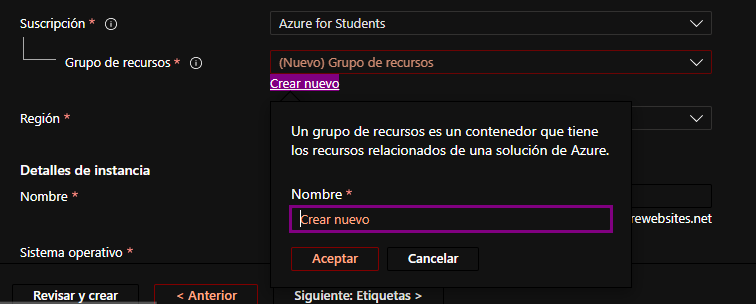 Suscripción *
Azure for Students
Grupo de recursos *
(Nuevo) Grupo de recursos
Crear nuevo
Región *
Un grupo de recursos es un contenedor que tiene
los recursos relacionados de una solución de Azure.
Detalles de instancia
Nombre *
Nombre *
Crear nuevo
rewebsites.net
Sistema operativo *
Aceptar
Cancelar
Revisar y crear
< Anterior
Siguiente: Etiquetas >